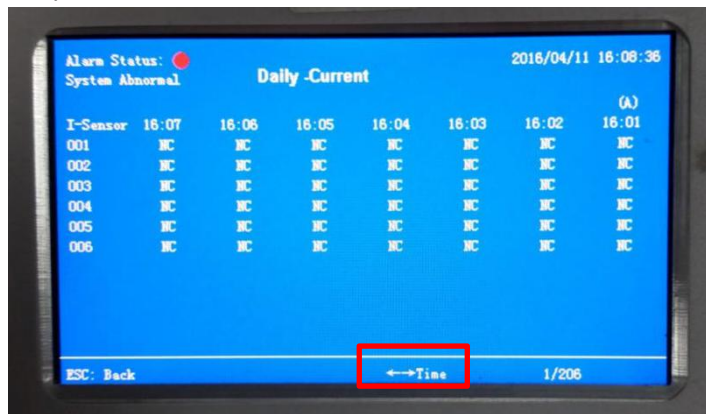 Alarm Status:
System Abnormal
Daily -Current
2016/04/11 16:08:36
(A)
I-Sensor 16:07 16:06 16:05 16:04 16:03 16:02 16:01
001 NC NC NC NC NC NC NC
002 NC NC NC NC NC NC NC
003 NC NC NC NC NC NC NC
004 NC NC NC NC NC NC NC
005 NC NC NC NC NC NC NC
006 NC NC NC NC NC NC NC
ESC: Back ←→Time 1/206